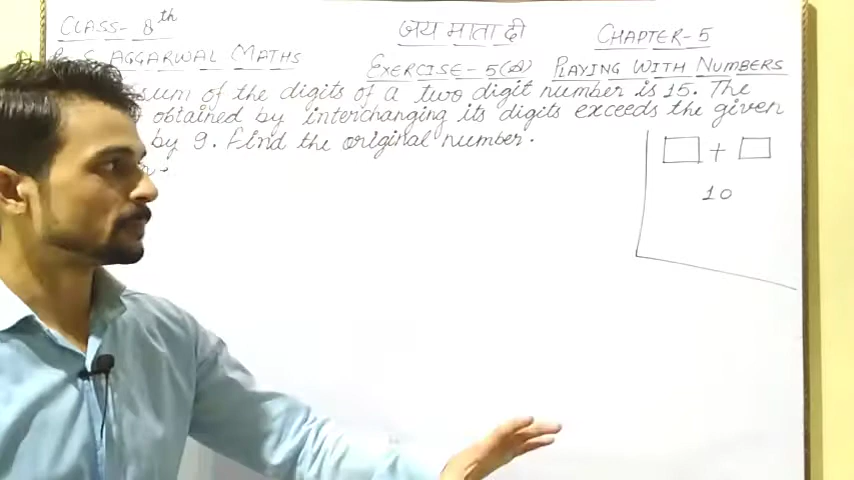 CLASS- 8th
जय माता दी
CHAPTER-5
S. AGGARWAL MATHS
EXERCISE-5(A) PLAYING WITH NUMBERS
sum of the digits of a two digit number is 15. The
obtained by interchanging its digits exceeds the given
by 9. Find the original number.
+
10